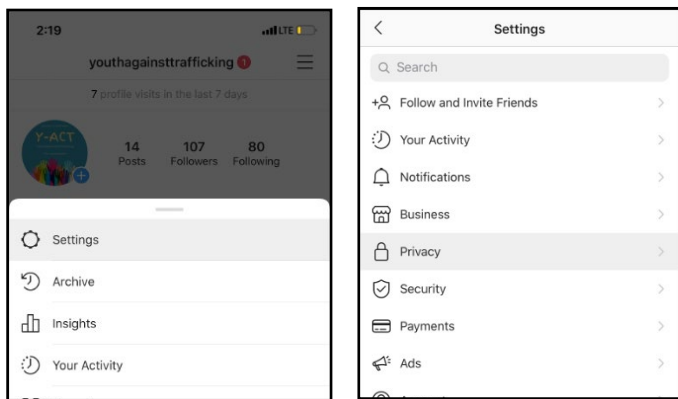 2:19
LTE
youthagainsttrafficking 1
7 profile visits in the last 7 days
Y-ACT
14 107 80
Posts Followers Following
Settings
Archive
Insights
Your Activity
Settings
Search
Follow and Invite Friends
Your Activity
Notifications
Business
Privacy
Security
Payments
Ads